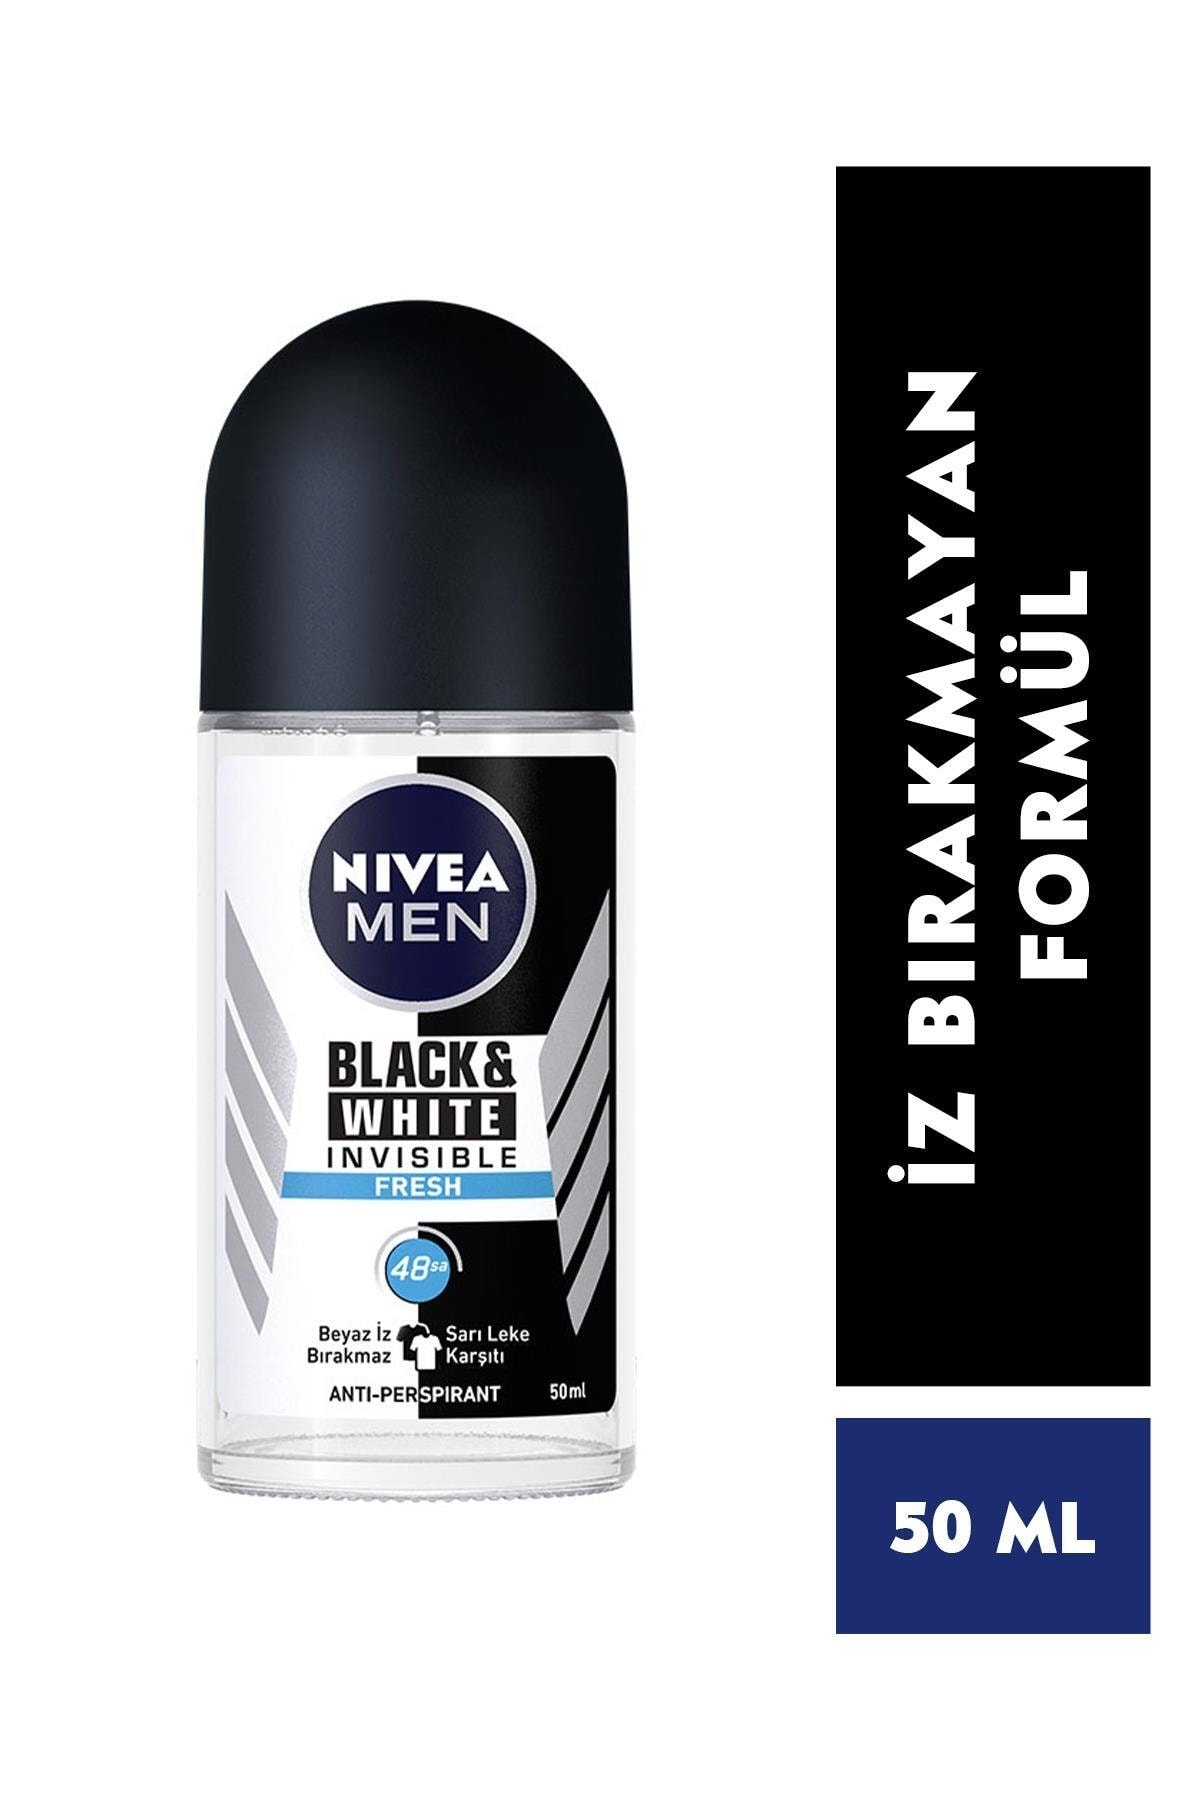 NIVEA
MEN
BLACK&
WHITE
INVISIBLE
FRESH
48sa
Beyaz İz
Bırakmaz
Sarı Leke
Karşıtı
ANTI-PERSPIRANT
50ml
İZ BIRAKMAYAN
FORMÜL
50 ML